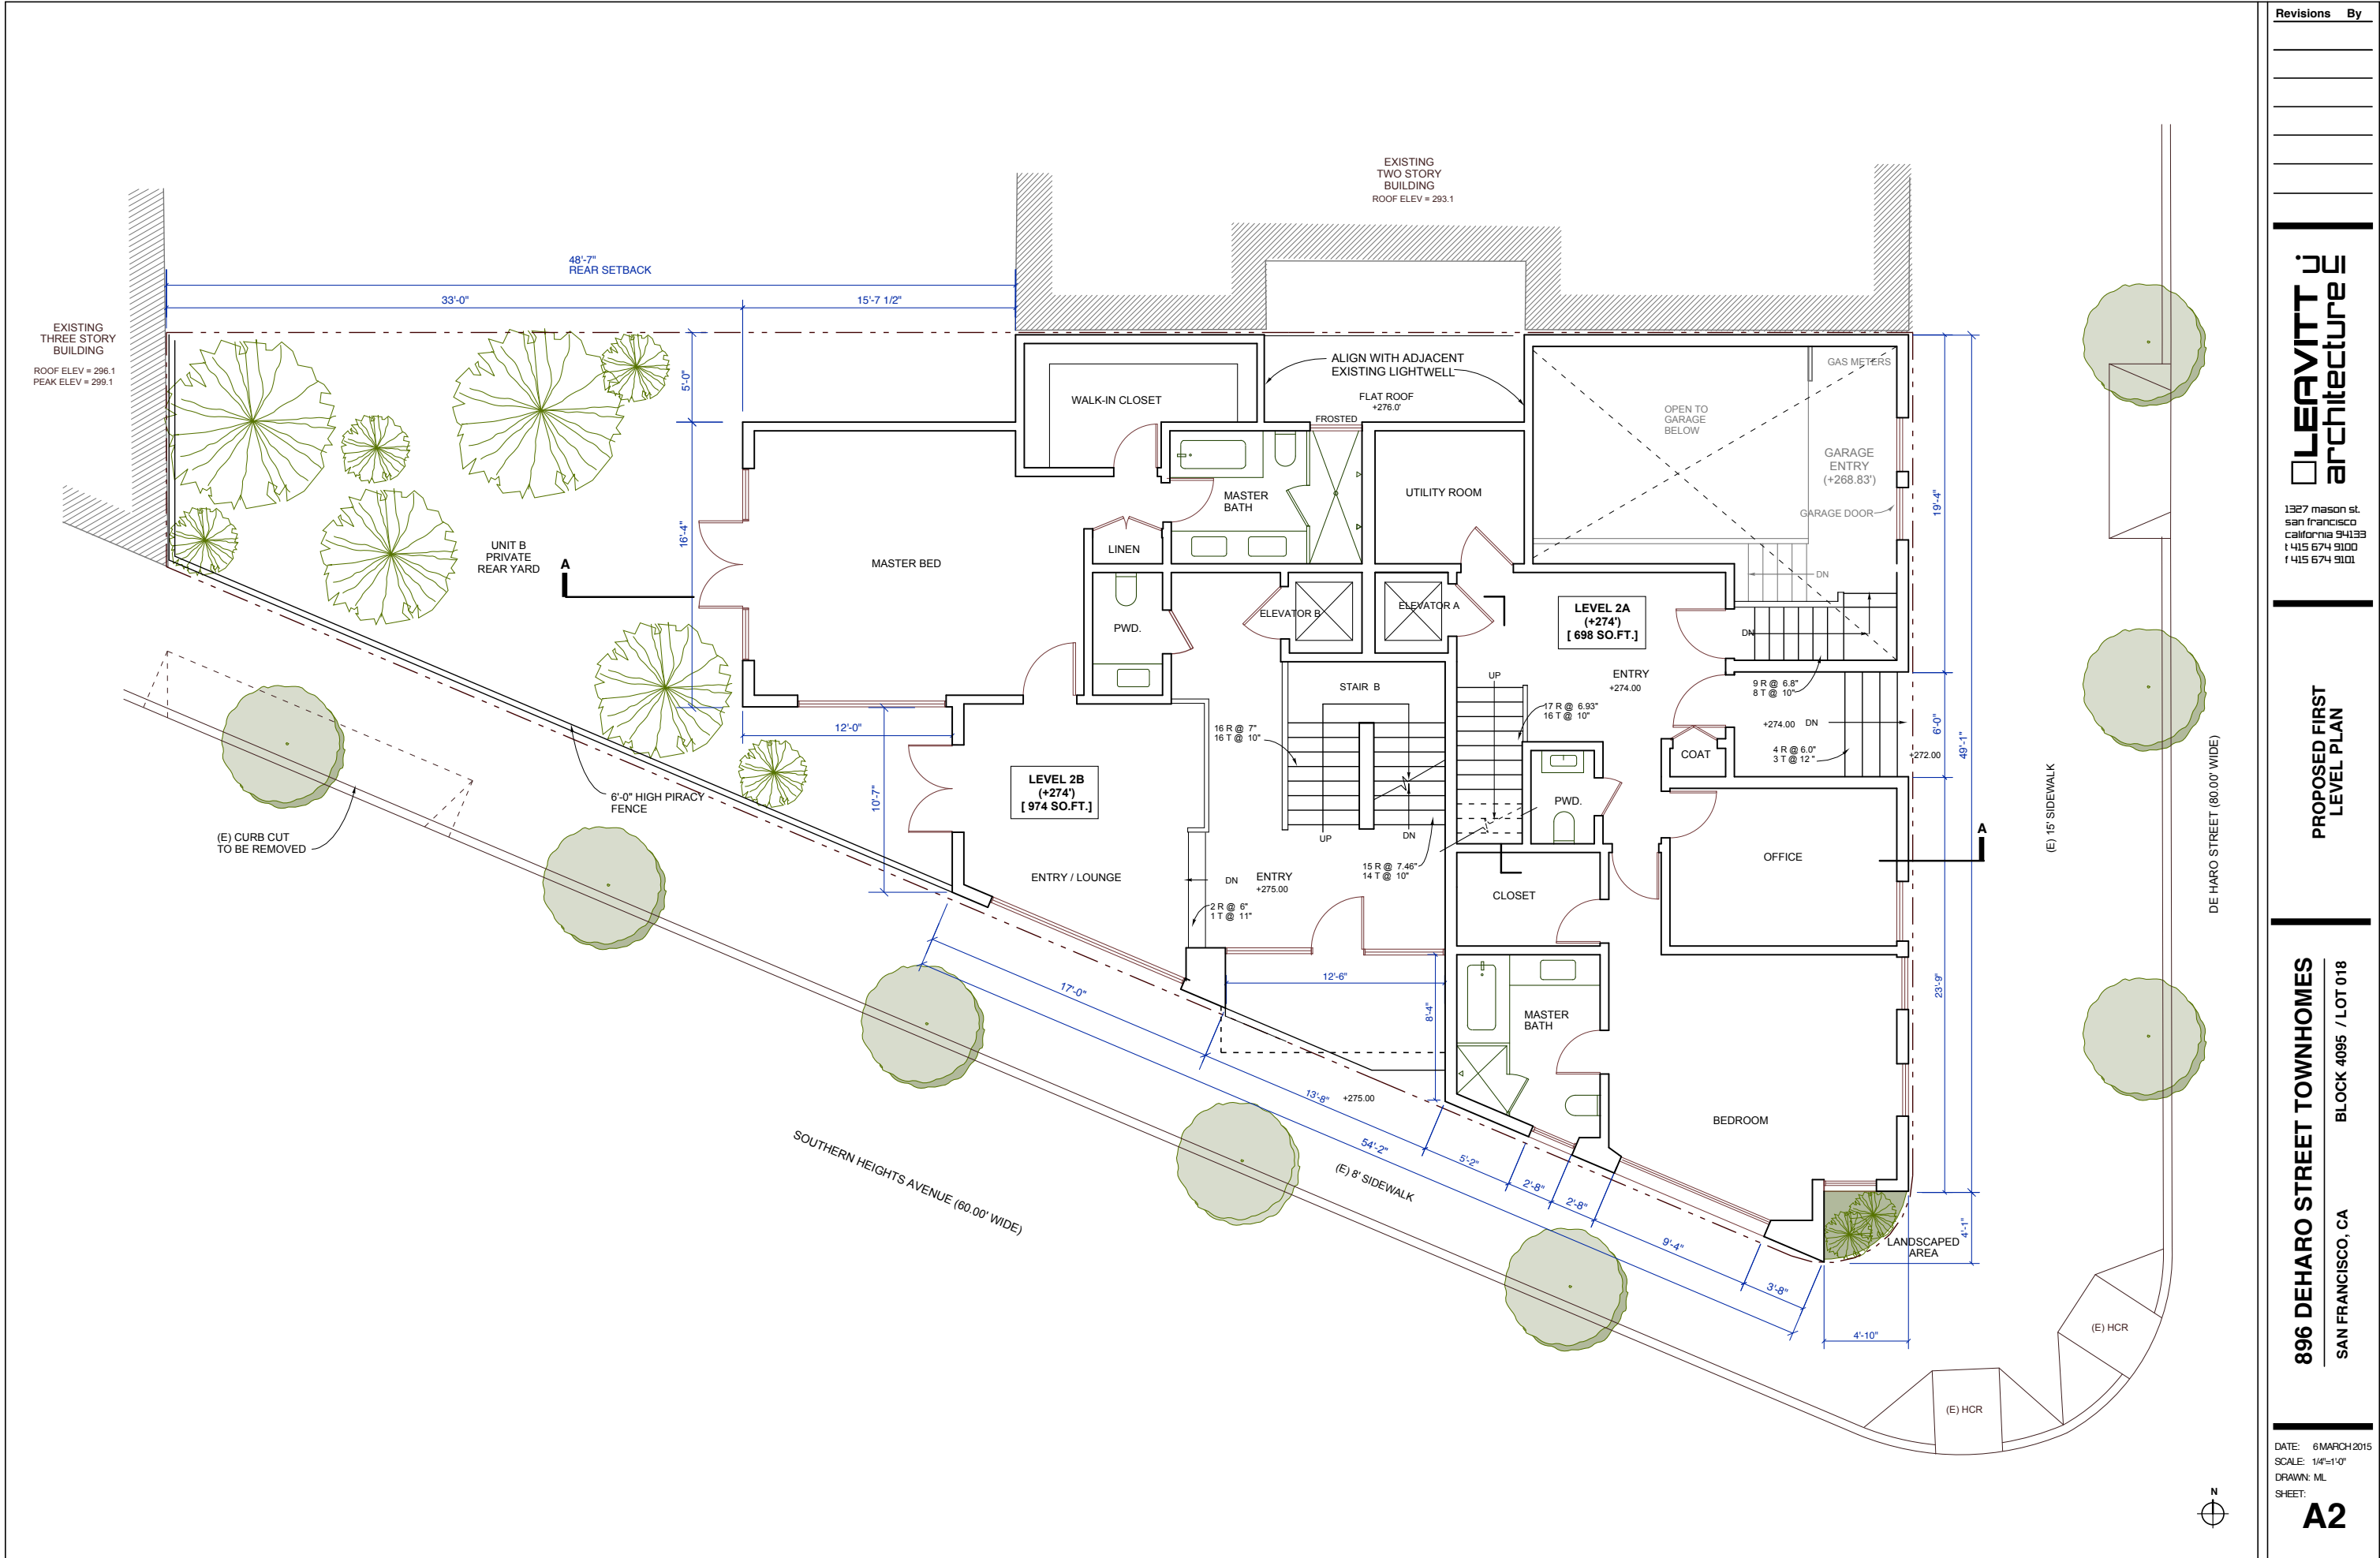 EXISTING
TWO STORY
BUILDING
ROOF ELEV = 293.1
48'-7"
REAR SETBACK
33'-0"
15'-7 1/2"
EXISTING
THREE STORY
BUILDING
ROOF ELEV = 296.1
PEAK ELEV = 299.1
5'-0"
16'-4"
WALK-IN CLOSET
ALIGN WITH ADJACENT
EXISTING LIGHTWELL
FLAT ROOF
+276.0'
FROSTED
GAS METERS
OPEN TO
GARAGE
BELOW
GARAGE
ENTRY
(+268.83')
GARAGE DOOR
DN
19'-4"
UTILITY ROOM
MASTER
BATH
LINEN
UNIT B
PRIVATE
REAR YARD
A
MASTER BED
PWD.
ELEVATOR B
ELEVATOR A
LEVEL 2A
(+274')
[ 698 SO.FT.]
DN
ENTRY
+274.00
UP
STAIR B
9 R @ 6.8"
8 T @ 10"
17 R @ 6.93"
16 T @ 10"
+274.00 DN
4 R @ 6.0"
3 T @ 12 "
+272.00
6'-0"
49'-1"
COAT
16 R @ 7"
16 T @ 10"
12'-0"
10'-7"
LEVEL 2B
(+274')
[ 974 SO.FT.]
6'-0" HIGH PIRACY
FENCE
(E) CURB CUT
TO BE REMOVED
UP
DN
PWD.
15 R @ 7.46"
14 T @ 10"
ENTRY / LOUNGE
DN
ENTRY
+275.00
2 R @ 6"
1 T @ 11"
CLOSET
OFFICE
A
(E) 15' SIDEWALK
DE HARO STREET (80.00' WIDE)
23'-9"
12'-6"
8'-4"
17'-0"
MASTER
BATH
13'-8"
+275.00
54'-2"
5'-2"
2'-8"
2'-8"
9'-4"
3'-8"
BEDROOM
SOUTHERN HEIGHTS AVENUE (60.00' WIDE)
(E) 8' SIDEWALK
LANDSCAPED
AREA
4'-1"
4'-10"
(E) HCR
(E) HCR
N
Revisions By
LEAVITT
architecture
1327 mason st.
san francisco
california 94133
t 415 674 9100
f 415 674 9101
PROPOSED FIRST
LEVEL PLAN
896 DEHARO STREET TOWNHOMES
BLOCK 4095 / LOT 018
SAN FRANCISCO, CA
DATE: 6 MARCH 2015
SCALE: 1/4"=1'-0"
DRAWN: ML
SHEET:
A2